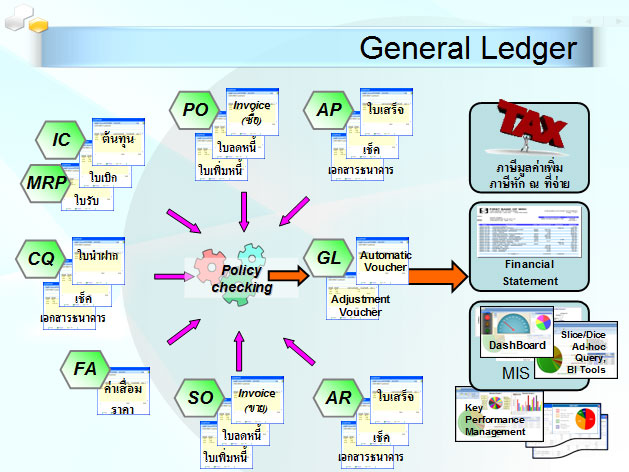 General Ledger
PO
Invoice
(ซื้อ)
ใบลดหนี้
ใบเพิ่มหนี้
AP
ใบเสร็จ
เช็ค
เอกสารธนาคาร
IC
ต้นทุน
MRP
ใบเบิก
ใบรับ
CQ
ใบนำฝาก
เช็ค
เอกสารธนาคาร
FA
ค่าเสื่อม
ราคา
SO
Invoice
(ขาย)
ใบลดหนี้
ใบเพิ่มหนี้
AR
ใบเสร็จ
เช็ค
เอกสารธนาคาร
Policy
checking
GL
Automatic
Voucher
Adjustment
Voucher
TAX
ภาษีมูลค่าเพิ่ม
ภาษีหัก ณ ที่จ่าย
Financial
Statement
DashBoard
Slice/Dice
Ad-hoc
Query,
BI Tools
MIS
Key
Performance
Management